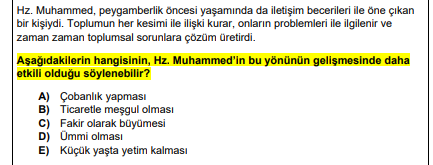 Hz. Muhammed, peygamberlik öncesi yaşamında da iletişim becerileri ile öne çıkan
bir kişiydi. Toplumun her kesimi ile ilişki kurar, onların problemleri ile ilgilenir ve
zaman zaman toplumsal sorunlara çözüm üretirdi.
Aşağıdakilerin hangisinin, Hz. Muhammed'in bu yönünün gelişmesinde daha
etkili olduğu söylenebilir?
A) Çobanlık yapması
B) Ticaretle meşgul olması
C) Fakir olarak büyümesi
D) Ümmi olması
E) Küçük yaşta yetim kalması